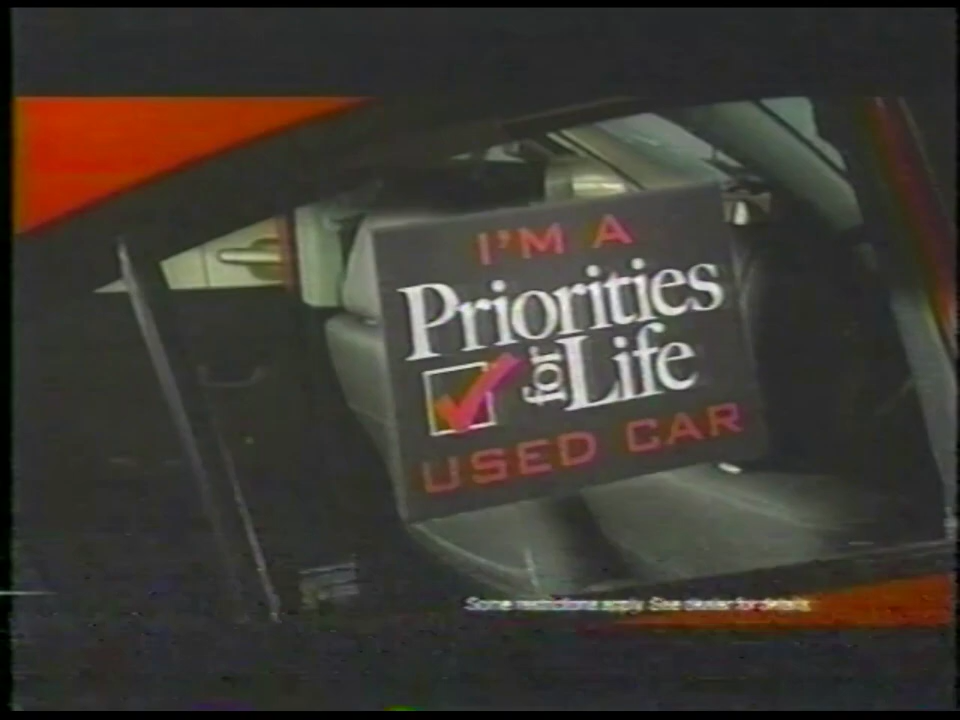 I'M A
Priorities
for Life
USED CAR
Some restrictions apply. See dealer for details.